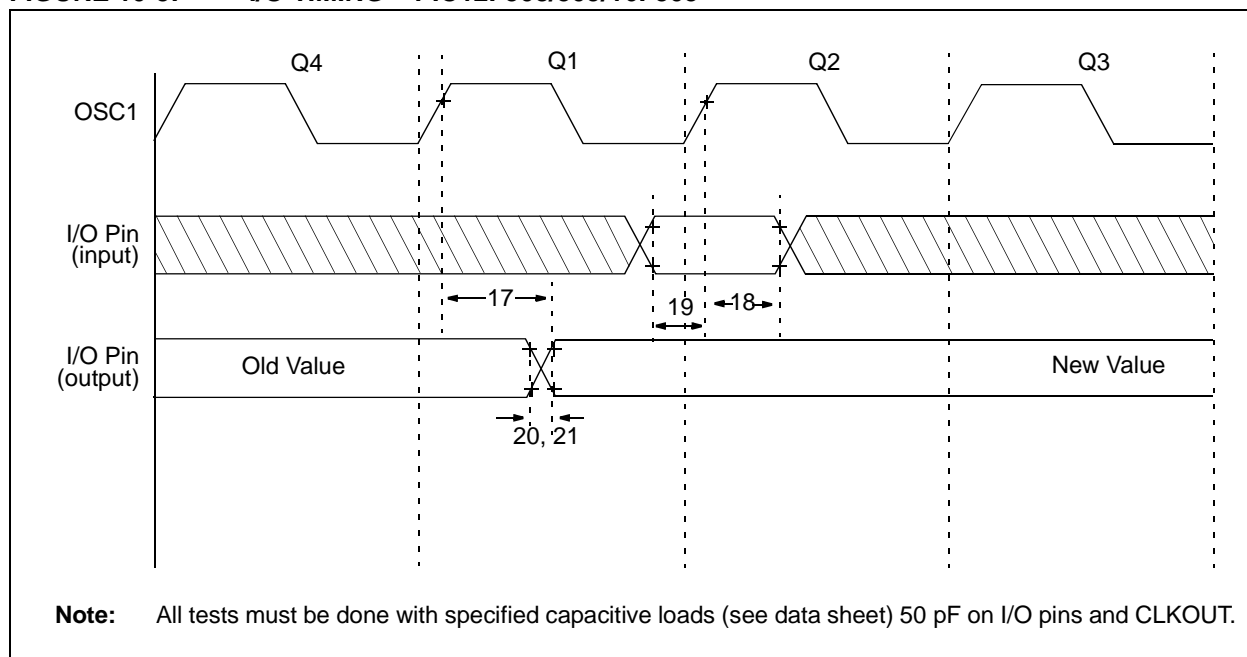 Q4 Q1 Q2 Q3
OSC1
I/O Pin
(input)
17 19 18
I/O Pin
(output)
Old Value New Value
20, 21
Note: All tests must be done with specified capacitive loads (see data sheet) 50 pF on I/O pins and CLKOUT.